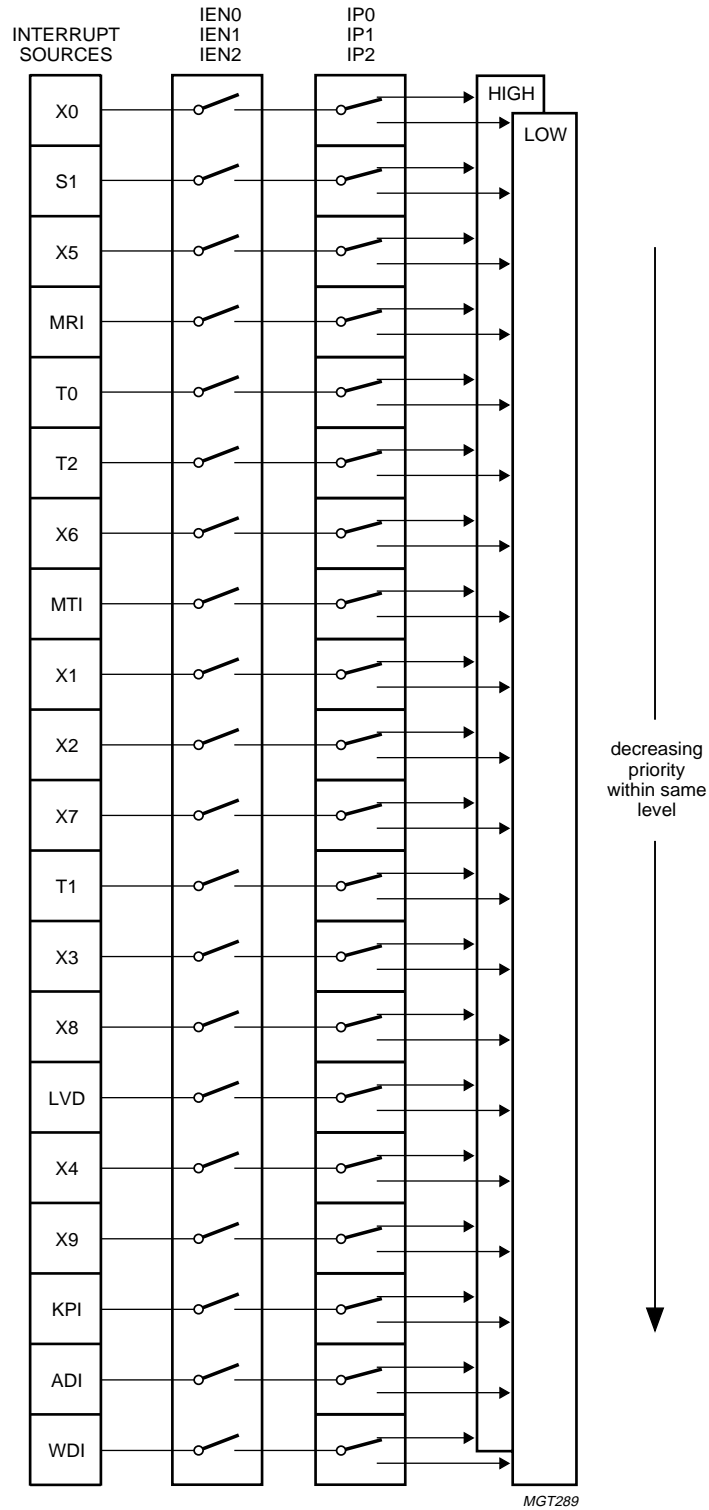 INTERRUPT
SOURCES
IEN0
IEN1
IEN2
IP0
IP1
IP2
HIGH
LOW
X0
S1
X5
MRI
T0
T2
X6
MTI
X1
X2
X7
T1
X3
X8
LVD
X4
X9
KPI
ADI
WDI
decreasing
priority
within same
level
MGT289